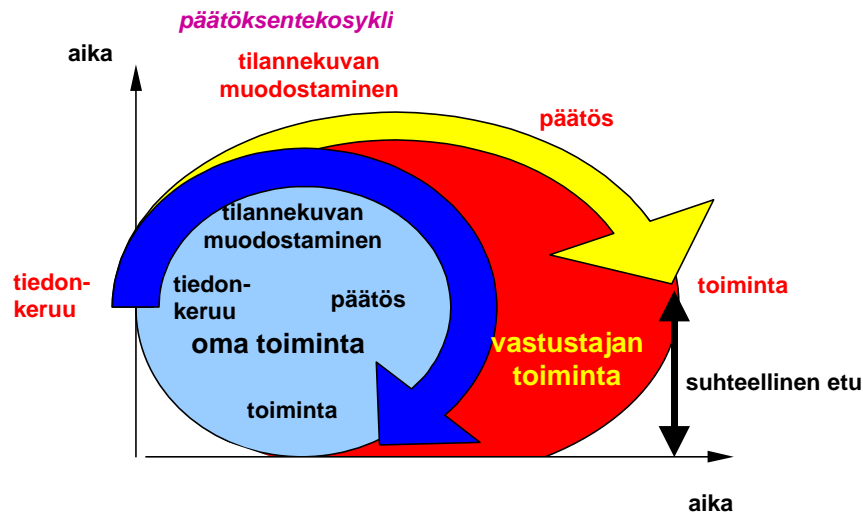 päätöksentekosykli
aika
tilannekuvan
muodostaminen
päätös
tilannekuvan
muodostaminen
tiedon-
keruu
tiedon-
keruu
päätös
toiminta
oma toiminta
vastustajan
toiminta
suhteellinen etu
toiminta
aika